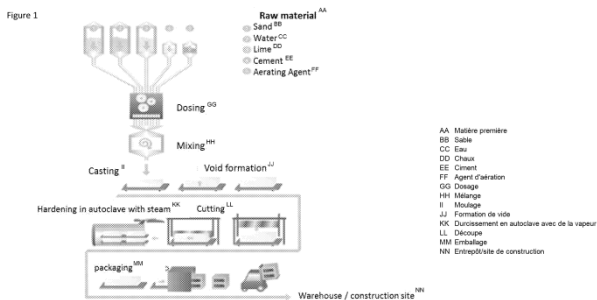 Figure 1
Raw material AA
Sand BB
Water CC
Lime DD
Cement EE
Aerating Agent FF
Dosing GG
Mixing HH
Casting II
Void formation JJ
Hardening in autoclave with steam KK
Cutting LL
packaging MM
Warehouse / construction site NN
AA Matière première
BB Sable
CC Eau
DD Chaux
EE Ciment
FF Agent d'aération
GG Dosage
HH Mélange
II Moulage
JJ Formation de vide
KK Durcissement en autoclave avec de la vapeur
LL Découpe
MM Emballage
NN Entrepôt/site de construction